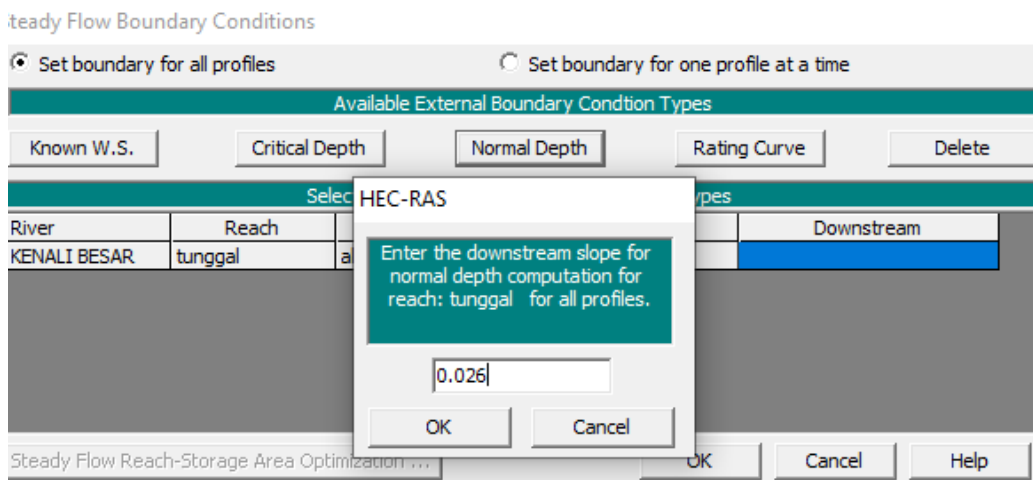 Steady Flow Boundary Conditions
Set boundary for all profiles Set boundary for one profile at a time
Available External Boundary Condtion Types
Known W.S. Critical Depth Normal Depth Rating Curve Delete
HEC-RAS
River Reach Downstream
KENALI BESAR tunggal
Enter the downstream slope for
normal depth computation for
reach: tunggal for all profiles.
0.026
OK Cancel
Steady Flow Reach-Storage Area Optimization ... OK Cancel Help